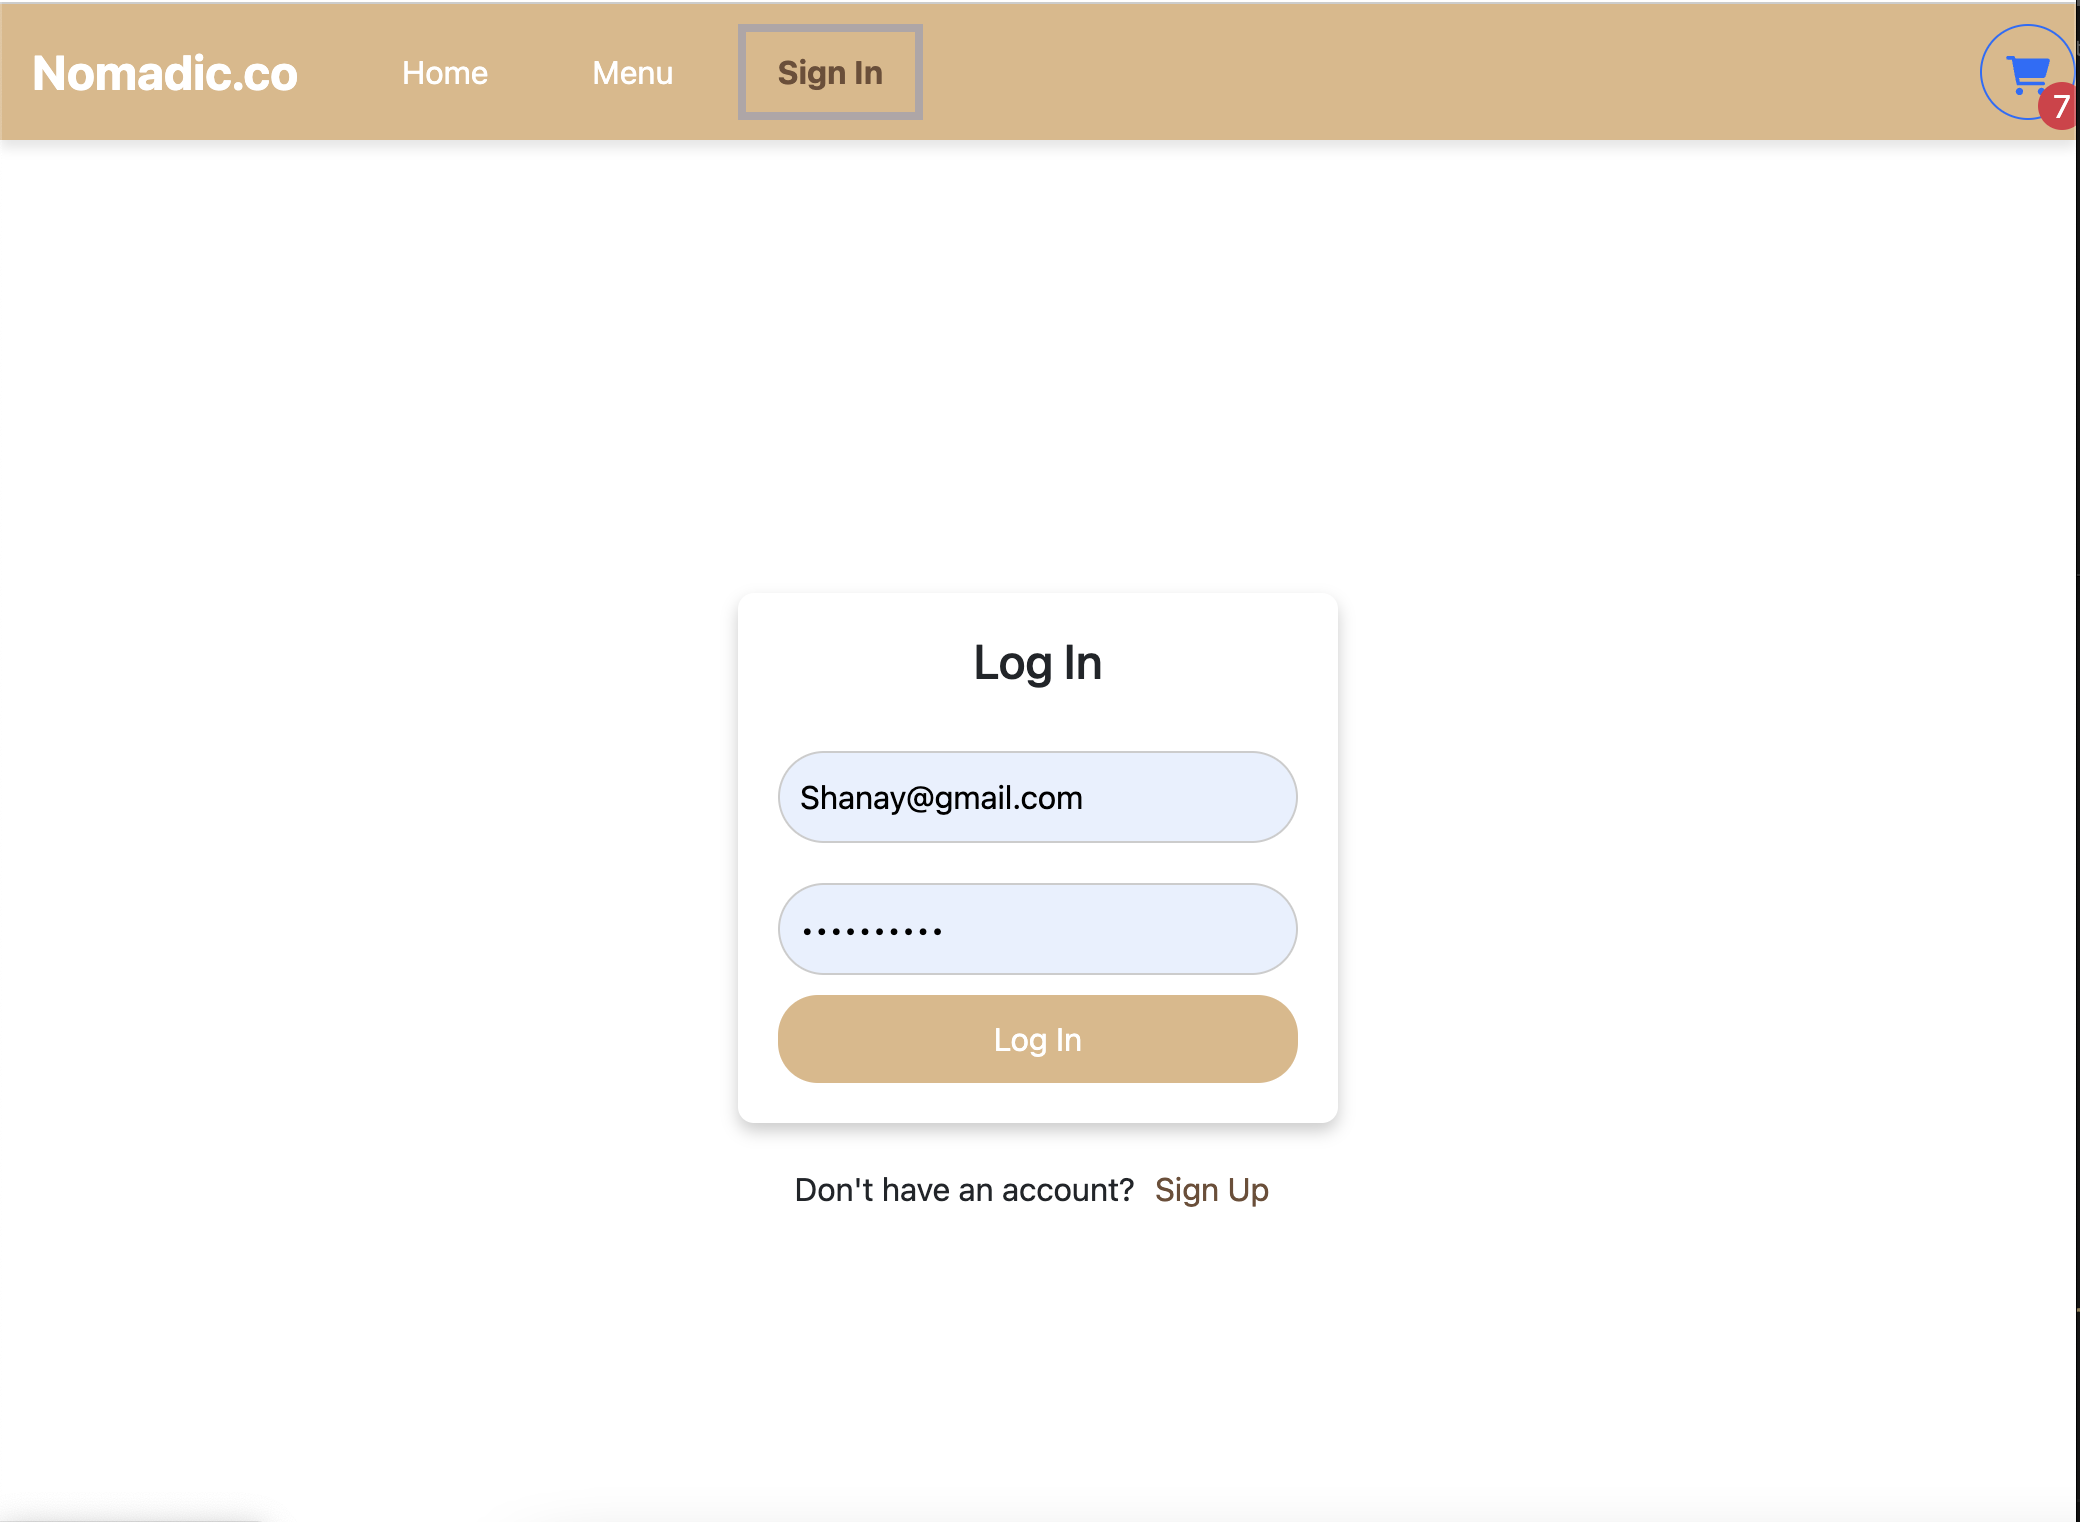 Nomadic.co Home Menu Sign In
7
Log In
Shanay@gmail.com
••••••••••
Log In
Don't have an account? Sign Up